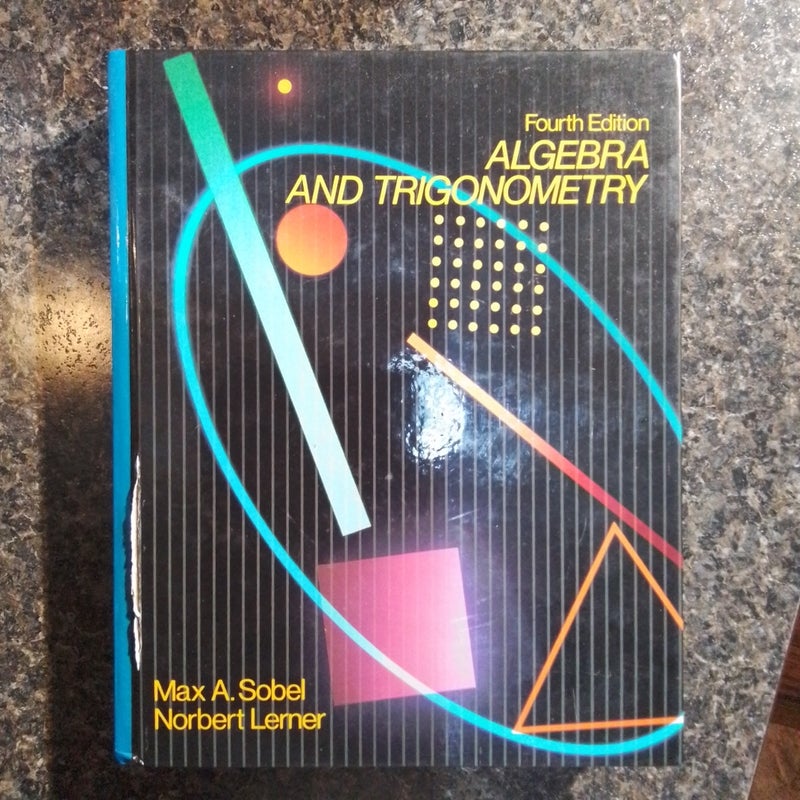 Fourth Edition
ALGEBRA
AND TRIGONOMETRY
Max A. Sobel
Norbert Lerner